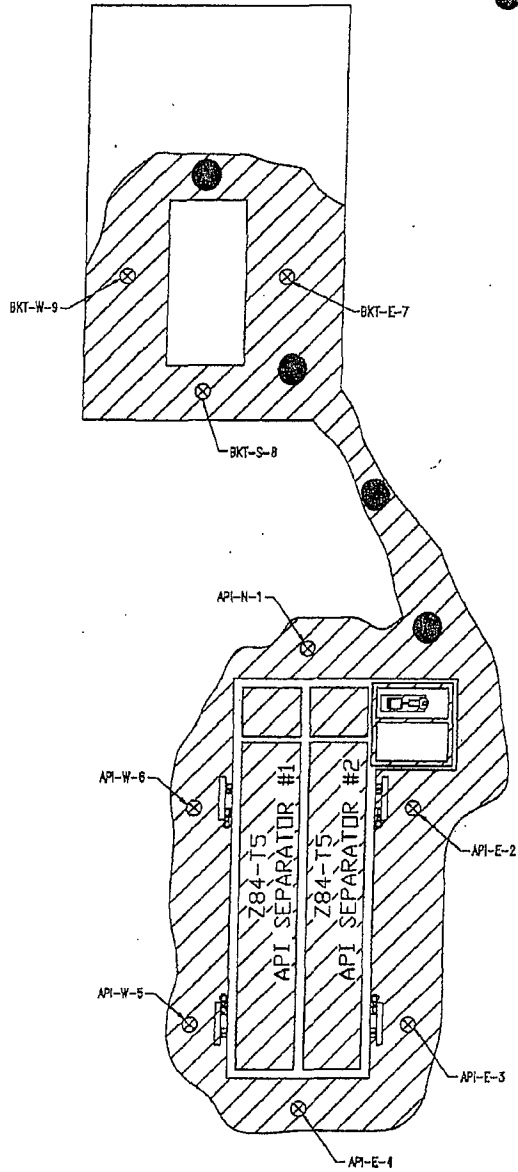 BKT-W-9
BKT-E-7
BKT-S-8
API-N-1
API-W-6
API-E-2
Z84-T5
API SEPARATOR #1
Z84-T5
API SEPARATOR #2
API-W-5
API-E-3
API-E-4